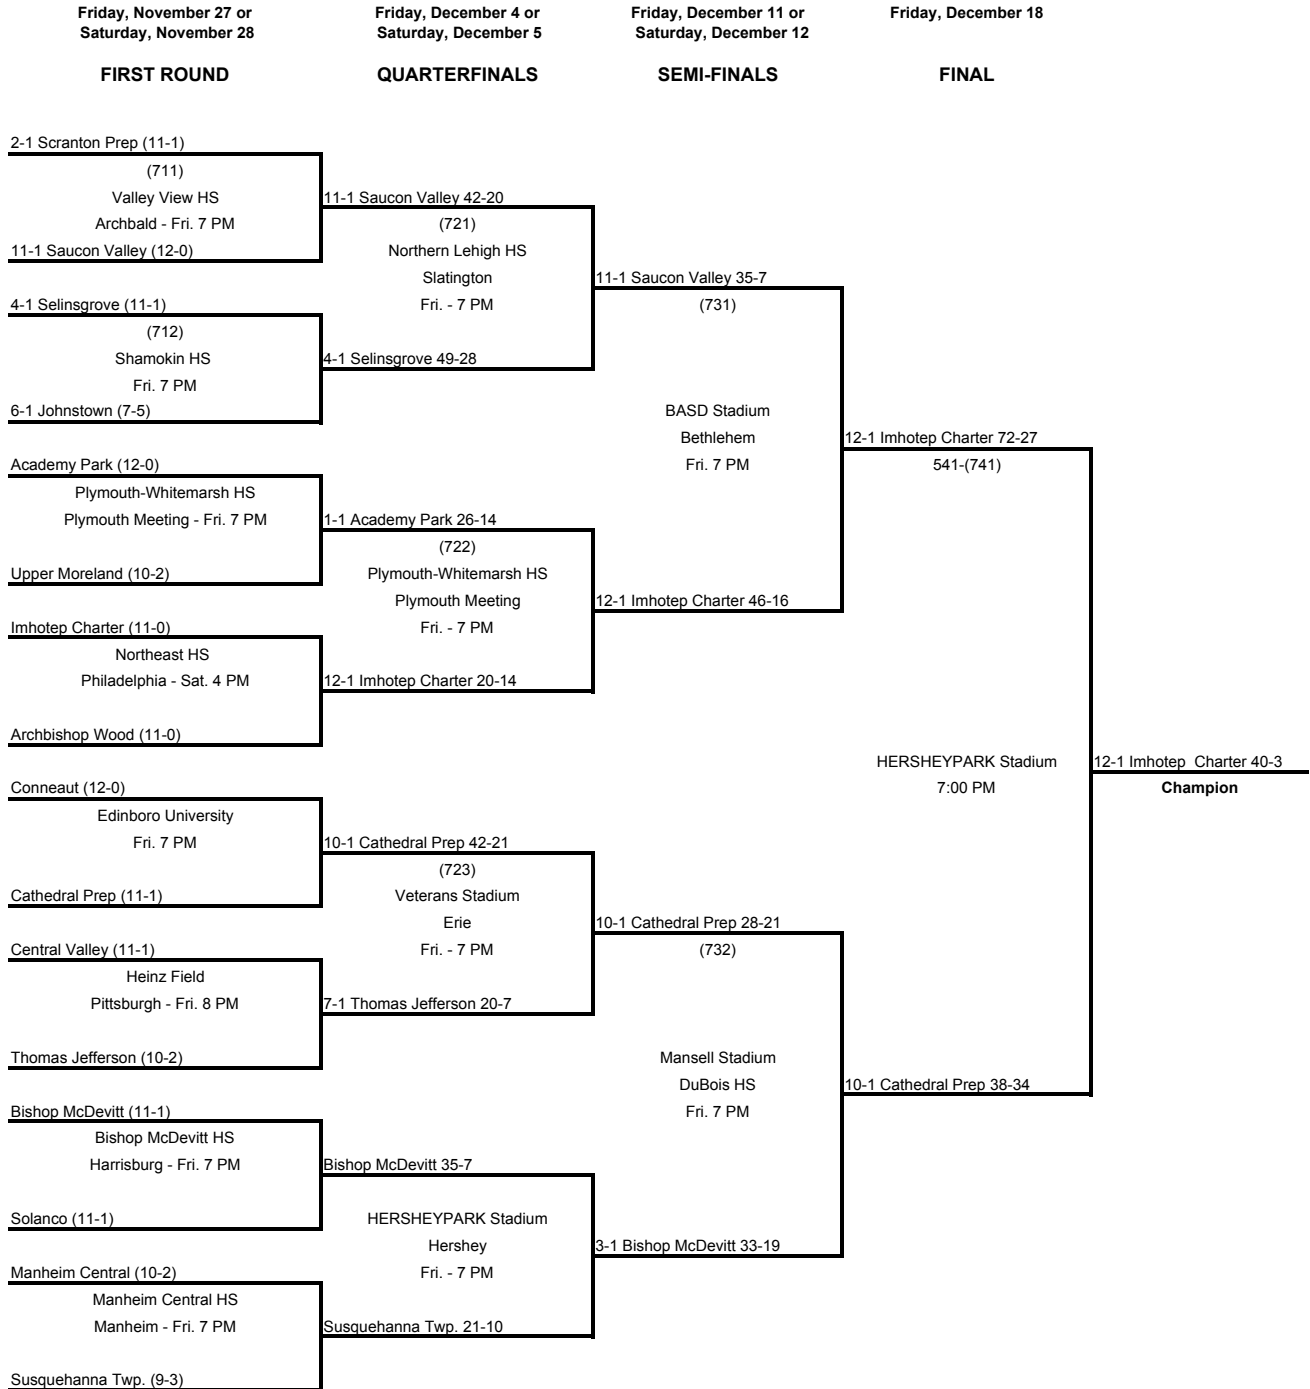 Friday, November 27 or
Saturday, November 28
Friday, December 4 or
Saturday, December 5
Friday, December 11 or
Saturday, December 12
Friday, December 18
FIRST ROUND
QUARTERFINALS
SEMI-FINALS
FINAL
2-1 Scranton Prep (11-1)
(711)
Valley View HS
Archbald - Fri. 7 PM
11-1 Saucon Valley (12-0)
4-1 Selinsgrove (11-1)
(712)
Shamokin HS
Fri. 7 PM
6-1 Johnstown (7-5)
Academy Park (12-0)
Plymouth-Whitemarsh HS
Plymouth Meeting - Fri. 7 PM
Upper Moreland (10-2)
Imhotep Charter (11-0)
Northeast HS
Philadelphia - Sat. 4 PM
Archbishop Wood (11-0)
Conneaut (12-0)
Edinboro University
Fri. 7 PM
Cathedral Prep (11-1)
Central Valley (11-1)
Heinz Field
Pittsburgh - Fri. 8 PM
Thomas Jefferson (10-2)
Bishop McDevitt (11-1)
Bishop McDevitt HS
Harrisburg - Fri. 7 PM
Solanco (11-1)
Manheim Central (10-2)
Manheim Central HS
Manheim - Fri. 7 PM
Susquehanna Twp. (9-3)
11-1 Saucon Valley 42-20
(721)
Northern Lehigh HS
Slatington
Fri. - 7 PM
4-1 Selinsgrove 49-28
1-1 Academy Park 26-14
(722)
Plymouth-Whitemarsh HS
Plymouth Meeting
Fri. - 7 PM
12-1 Imhotep Charter 20-14
10-1 Cathedral Prep 42-21
(723)
Veterans Stadium
Erie
Fri. - 7 PM
7-1 Thomas Jefferson 20-7
Bishop McDevitt 35-7
HERSHEYPARK Stadium
Hershey
Fri. - 7 PM
Susquehanna Twp. 21-10
11-1 Saucon Valley 35-7
(731)
BASD Stadium
Bethlehem
Fri. 7 PM
12-1 Imhotep Charter 46-16
10-1 Cathedral Prep 28-21
(732)
Mansell Stadium
DuBois HS
Fri. 7 PM
3-1 Bishop McDevitt 33-19
12-1 Imhotep Charter 72-27
541-(741)
HERSHEYPARK Stadium
7:00 PM
10-1 Cathedral Prep 38-34
12-1 Imhotep  Charter 40-3
Champion